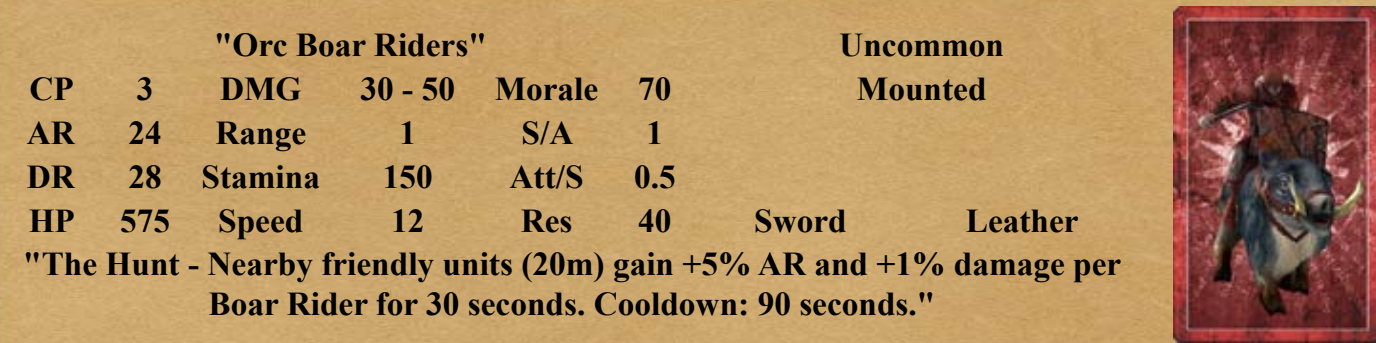 "Orc Boar Riders" Uncommon
CP 3 DMG 30 - 50 Morale 70 Mounted
AR 24 Range 1 S/A 1
DR 28 Stamina 150 Att/S 0.5
HP 575 Speed 12 Res 40 Sword Leather
"The Hunt - Nearby friendly units (20m) gain +5% AR and +1% damage per
Boar Rider for 30 seconds. Cooldown: 90 seconds."